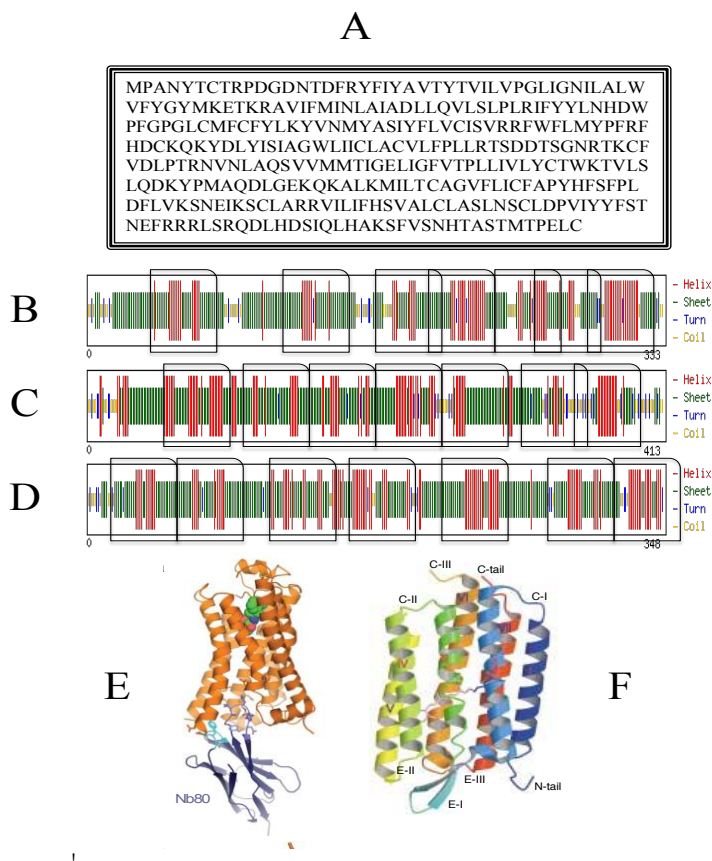 A
MPANYTCTRPDGDNTDFRYFIYAVTYTVILVPGLIGNILALW
VFYGYMKETKRAVIFMINLAIADLLQVLSLPLRIFYYLNHDW
PFGPGLCMFCFYLKYVNMYASIYFLVCISVRRFWFLMYPFRF
HDCKQKYDLYISIAGWLIICLACVLFPLLRTSDDTSGNRTKCF
VDLPTRNVNLAQSVVMMTIGELIGFVTPLLIVLYCTWKTVLS
LQDKYPMAQDLGEKQKALKMILTCAGVFLICFAPYHFSFPL
DFLVKSNEIKSCLARRVILIFHSVALCLASLNSCLDPVIYYFST
NEFRRRLSRQDLHDSIQLHAKSFVSNHTASTMTPELC
B
- Helix
- Sheet
- Turn
- Coil
0 333
C
- Helix
- Sheet
- Turn
- Coil
0 413
D
- Helix
- Sheet
- Turn
- Coil
0 348
E
Nb80
C-III C-tail
C-II C-I
F
E-II E-III
E-I N-tail